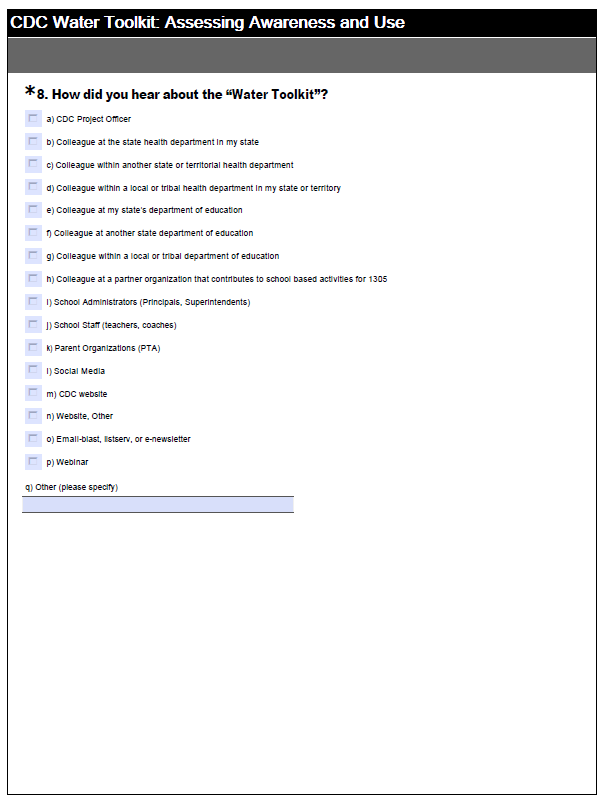 CDC Water Toolkit: Assessing Awareness and Use
*8. How did you hear about the “Water Toolkit”?
a) CDC Project Officer
b) Colleague at the state health department in my state
c) Colleague within another state or territorial health department
d) Colleague within a local or tribal health department in my state or territory
e) Colleague at my state's department of education
f) Colleague at another state department of education
g) Colleague within a local or tribal department of education
h) Colleague at a partner organization that contributes to school based activities for 1305
i) School Administrators (Principals, Superintendents)
j) School Staff (teachers, coaches)
k) Parent Organizations (PTA)
l) Social Media
m) CDC website
n) Website, Other
o) Email-blast, listserv, or e-newsletter
p) Webinar
q) Other (please specify)